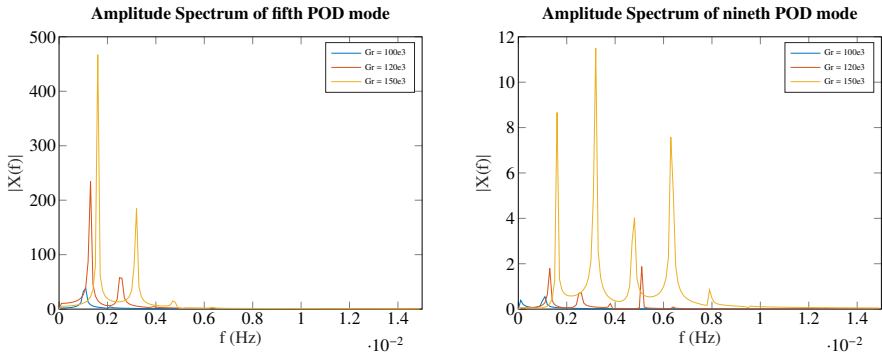 Amplitude Spectrum of fifth POD mode
500
400
300
200
100
0
|X(f)|
Gr = 100e3
Gr = 120e3
Gr = 150e3
0 0.2 0.4 0.6 0.8 1 1.2 1.4
f (Hz)
·10−2
Amplitude Spectrum of nineth POD mode
12
10
8
6
4
2
0
|X(f)|
Gr = 100e3
Gr = 120e3
Gr = 150e3
0 0.2 0.4 0.6 0.8 1 1.2 1.4
f (Hz)
·10−2